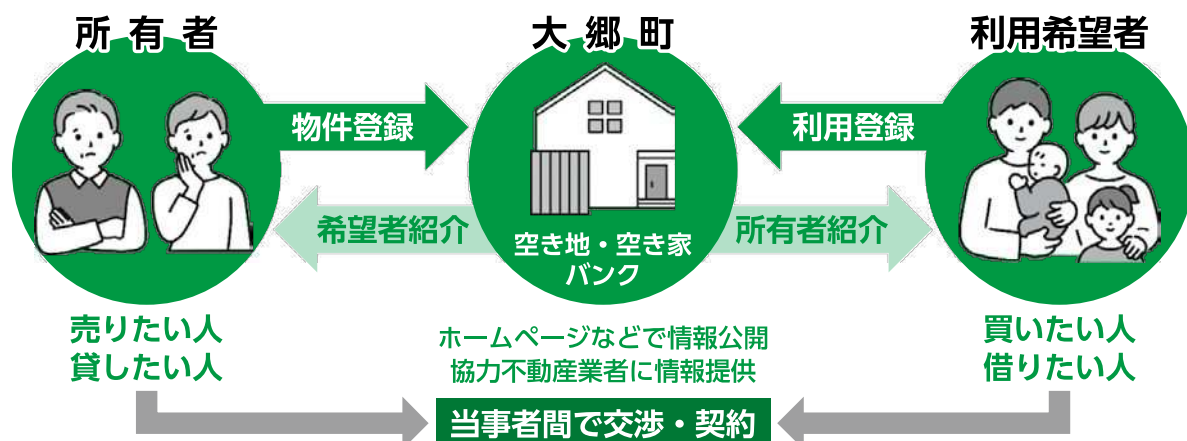 所有者
大郷町
利用希望者
物件登録
利用登録
希望者紹介
所有者紹介
空き地・空き家
バンク
売りたい人
貸したい人
ホームページなどで情報公開
協力不動産業者に情報提供
買いたい人
借りたい人
当事者間で交渉・契約